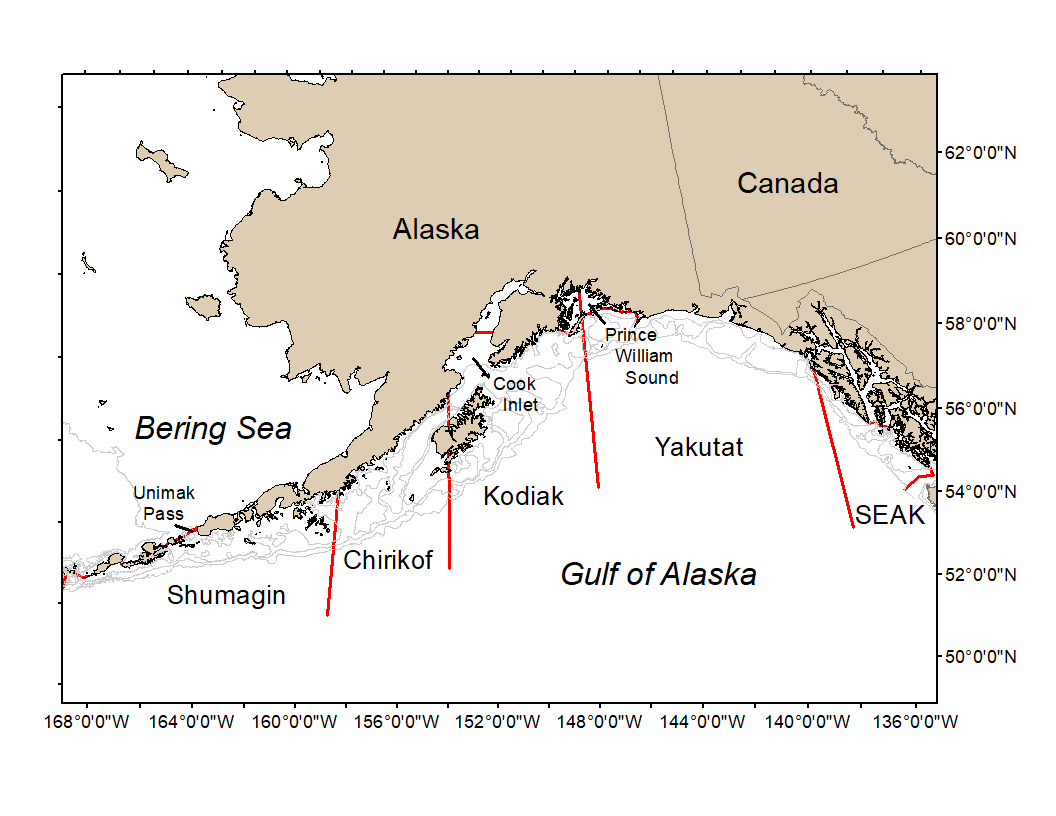 62°0'0"N
Canada
Alaska
60°0'0"N
58°0'0"N
Prince
William
Sound
Cook
Inlet
56°0'0"N
Bering Sea
Yakutat
Unimak
Pass
Kodiak
54°0'0"N
SEAK
Chirikof
Gulf of Alaska
52°0'0"N
Shumagin
50°0'0"N
168°0'0"W
164°0'0"W
160°0'0"W
156°0'0"W
152°0'0"W
148°0'0"W
144°0'0"W
140°0'0"W
136°0'0"W